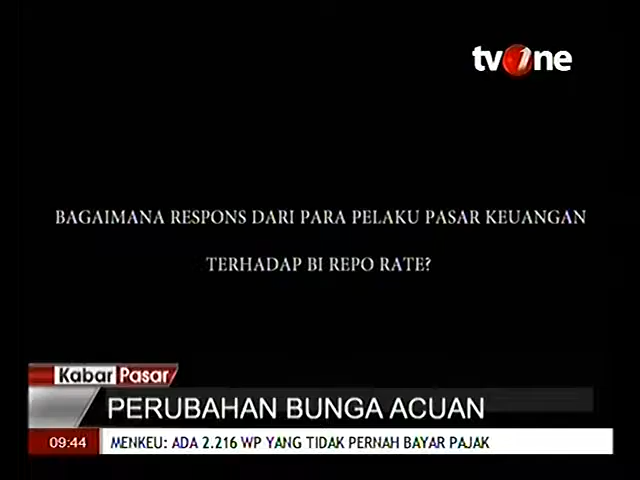 tvOne
BAGAIMANA RESPONS DARI PARA PELAKU PASAR KEUANGAN
TERHADAP BI REPO RATE?
Kabar Pasar
PERUBAHAN BUNGA ACUAN
09:44 MENKEU: ADA 2.216 WP YANG TIDAK PERNAH BAYAR PAJAK